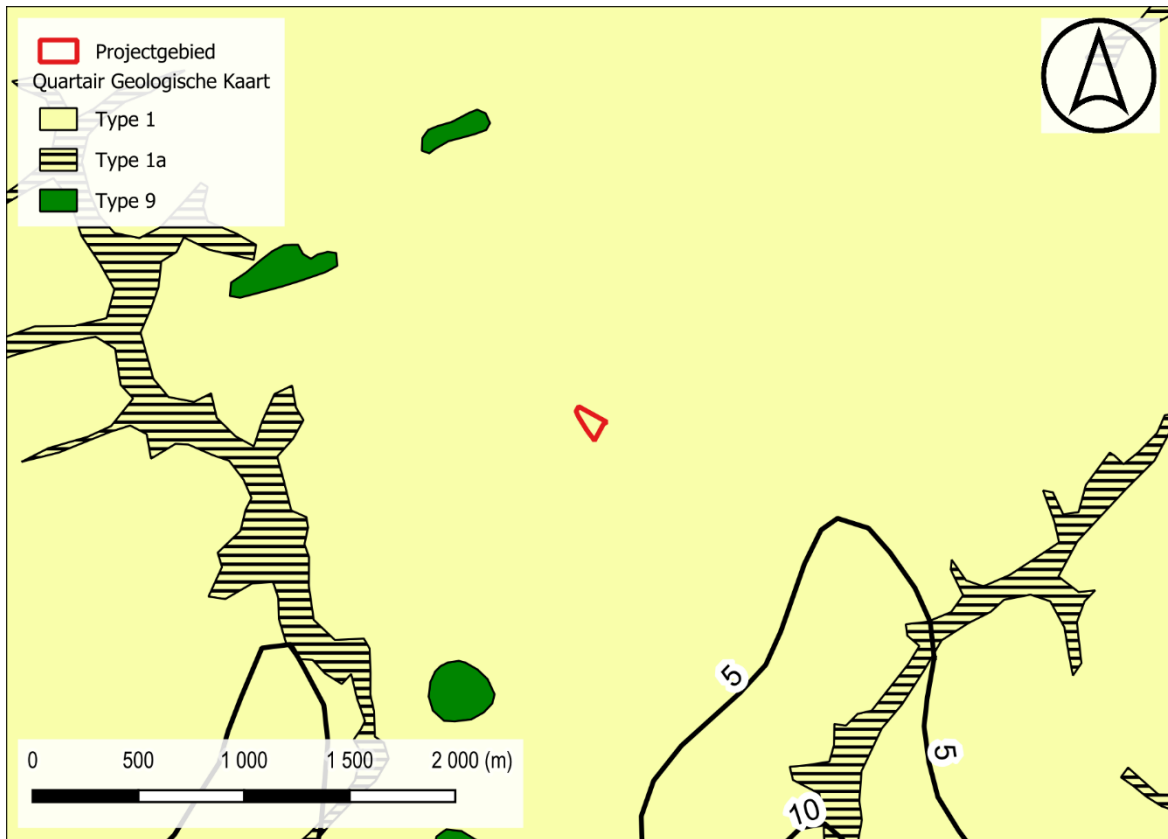 Projectgebied
Quartair Geologische Kaart
Type 1
Type 1a
Type 9
5
5
10
0 500 1 000 1 500 2 000 (m)